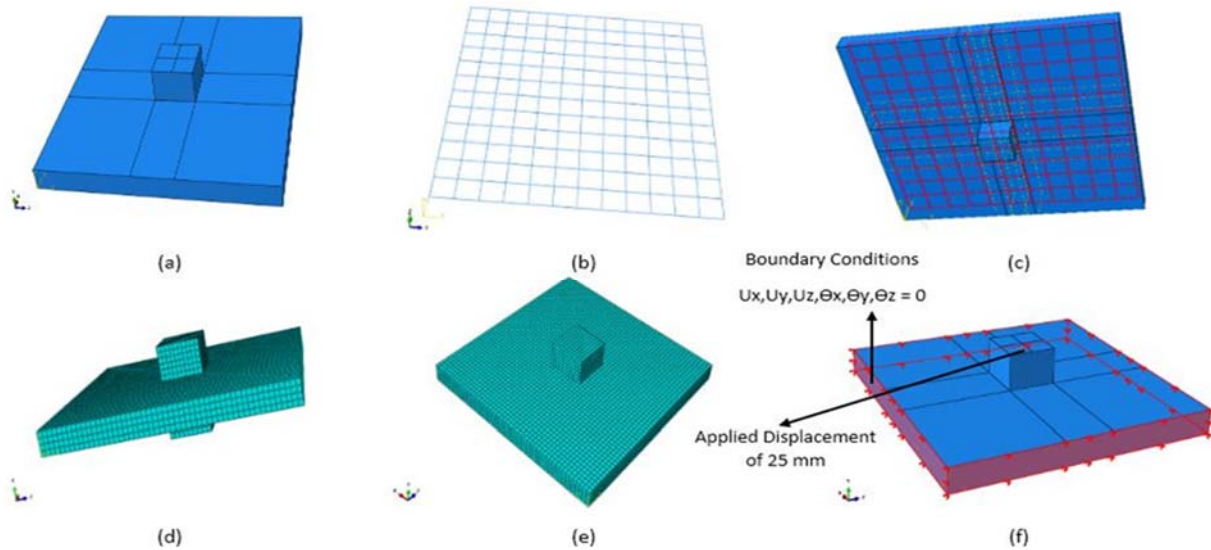 (a)
(b)
(c)
Boundary Conditions
Ux,Uy,Uz,ϴx,ϴy,ϴz = 0
Applied Displacement
of 25 mm
(d)
(e)
(f)